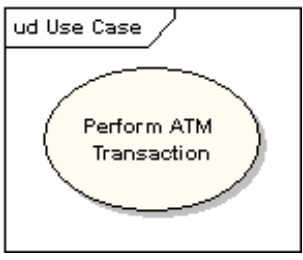 ud Use Case
Perform ATM
Transaction